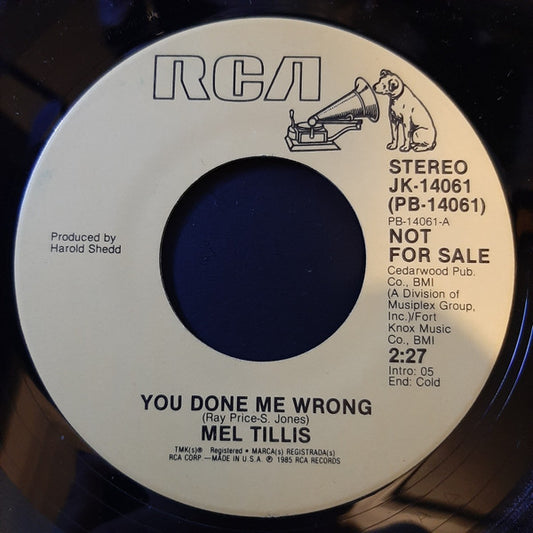 RCA
STEREO
JK-14061
(PB-14061)
PB-14061-A
NOT
FOR SALE
Cedarwood Pub.
Co., BMI
(A Division of
Musiplex Group,
Inc.)/Fort
Knox Music
Co., BMI
2:27
Intro: 05
End: Cold
Produced by
Harold Shedd
YOU DONE ME WRONG
(Ray Price-S. Jones)
MEL TILLIS
TMK(s)® Registered • MARCA(s) REGISTRADA(s)
RCA CORP.—MADE IN U.S.A. ℗ 1985 RCA RECORDS